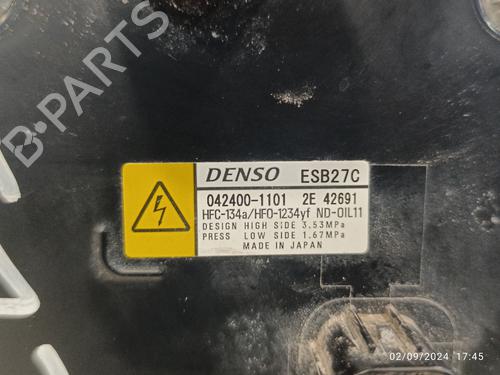 B-PARTS
DENSO ESB27C
042400-1101 2E 42691
HFC-134a/HFO-1234yf ND-OIL11
DESIGN HIGH SIDE 3.53MPa
PRESS LOW SIDE 1.67MPa
MADE IN JAPAN
02/09/2024 17:45